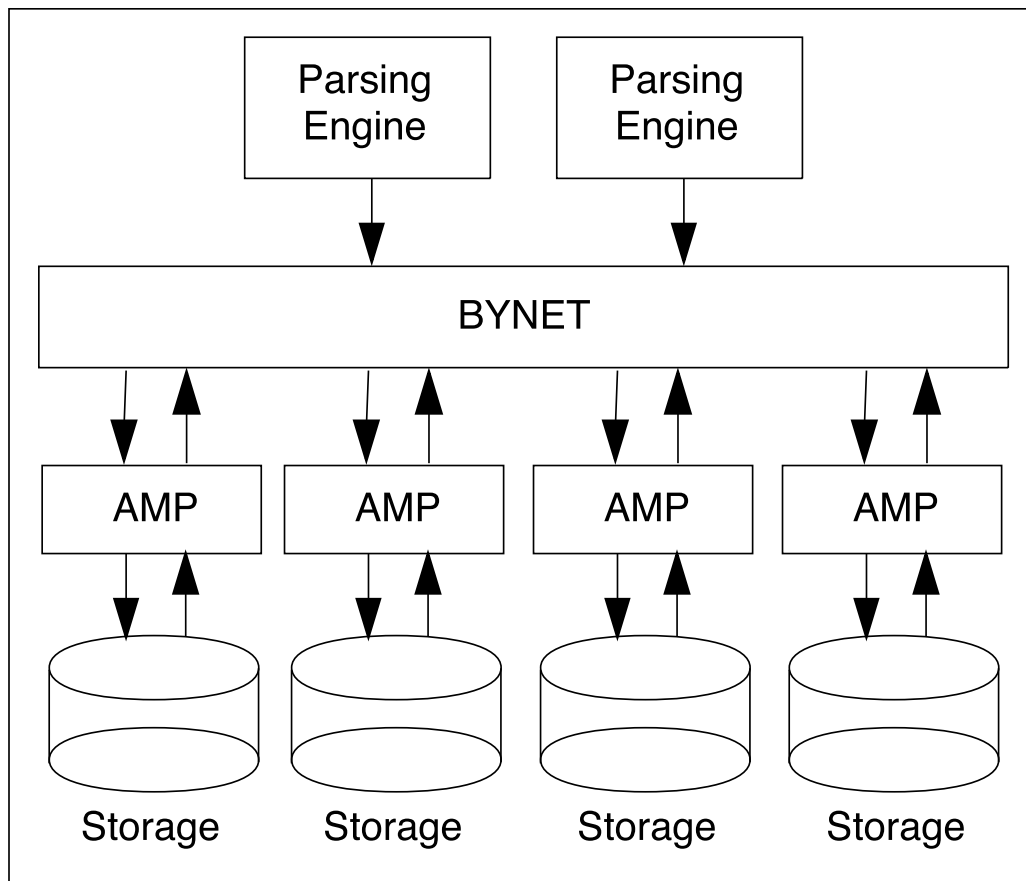 Parsing
Engine
Parsing
Engine
BYNET
AMP
AMP
AMP
AMP
Storage
Storage
Storage
Storage